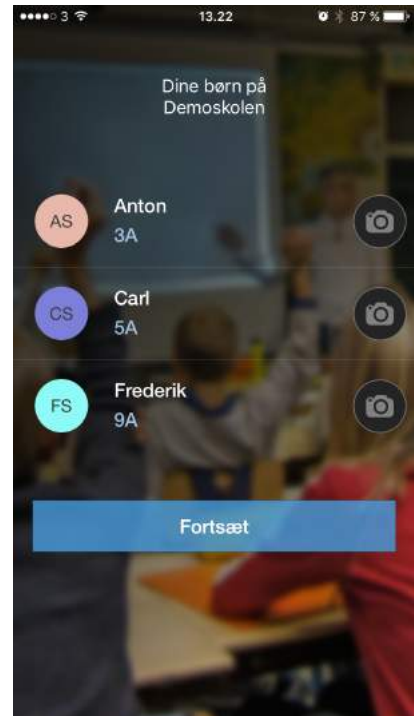 3 13.22 87 %
Dine børn på
Demoskolen
AS Anton
3A
CS Carl
5A
FS Frederik
9A
Fortsæt